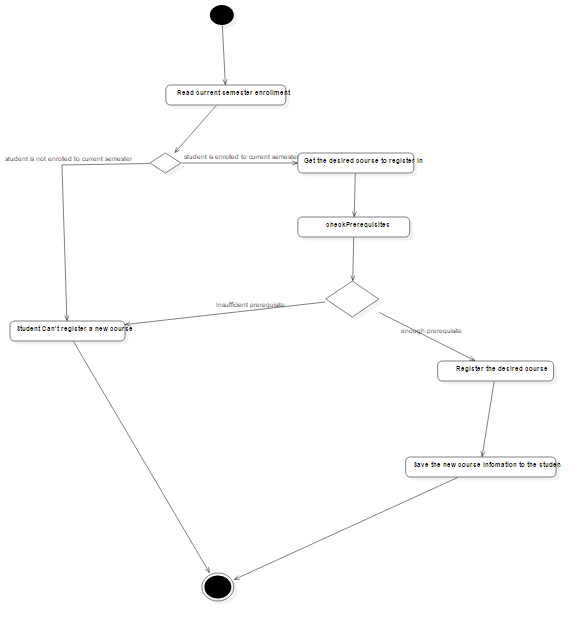 Read current semester enrollment
student is not enrolled to current semester
student is enrolled to current semester
Get the desired course to register in
checkPrerequisites
Insufficient prerequisite
enough prerequisite
Student Can't register a new course
Register the desired course
Save the new course infomation to the studen